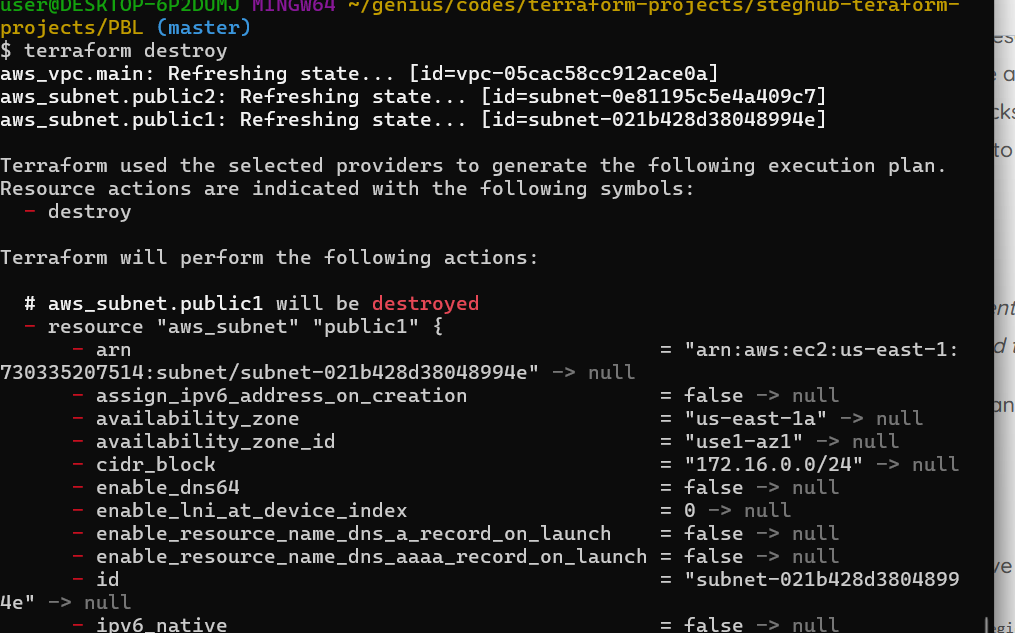 user@DESKTOP-6P2DUMJ MINGW64 ~/genius/codes/terraform-projects/steghub-teraform-
projects/PBL (master)
$ terraform destroy
aws_vpc.main: Refreshing state... [id=vpc-05cac58cc912ace0a]
aws_subnet.public2: Refreshing state... [id=subnet-0e81195c5e4a409c7]
aws_subnet.public1: Refreshing state... [id=subnet-021b428d38048994e]
Terraform used the selected providers to generate the following execution plan.
Resource actions are indicated with the following symbols:
- destroy
Terraform will perform the following actions:
# aws_subnet.public1 will be destroyed
- resource "aws_subnet" "public1" {
- arn = "arn:aws:ec2:us-east-1:
730335207514:subnet/subnet-021b428d38048994e" -> null
- assign_ipv6_address_on_creation = false -> null
- availability_zone = "us-east-1a" -> null
- availability_zone_id = "use1-az1" -> null
- cidr_block = "172.16.0.0/24" -> null
- enable_dns64 = false -> null
- enable_lni_at_device_index = 0 -> null
- enable_resource_name_dns_a_record_on_launch = false -> null
- enable_resource_name_dns_aaaa_record_on_launch = false -> null
- id = "subnet-021b428d3804899
4e" -> null
- ipv6_native = false -> null